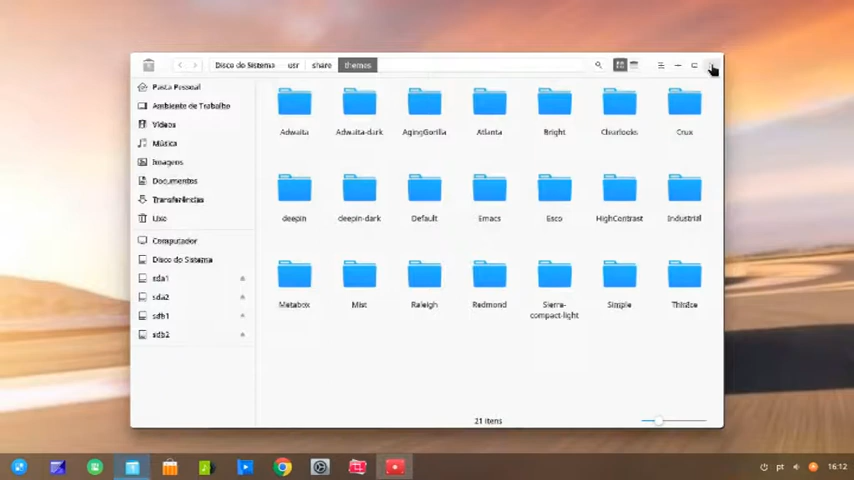 Disco do Sistema usr share themes
Pasta Pessoal
Ambiente de Trabalho
Vídeos
Música
Imagens
Documentos
Transferências
Lixo
Computador
Disco do Sistema
sda1
sda2
sdb1
sdb2
Adwaita Adwaita-dark AgingGorilla Atlanta Bright Clearlooks Crux
deepin deepin-dark Default Emacs Esco HighContrast Industrial
Metabox Mist Raleigh Redmond Sierra-compact-light Simple ThinIce
21 itens
pt 16:12